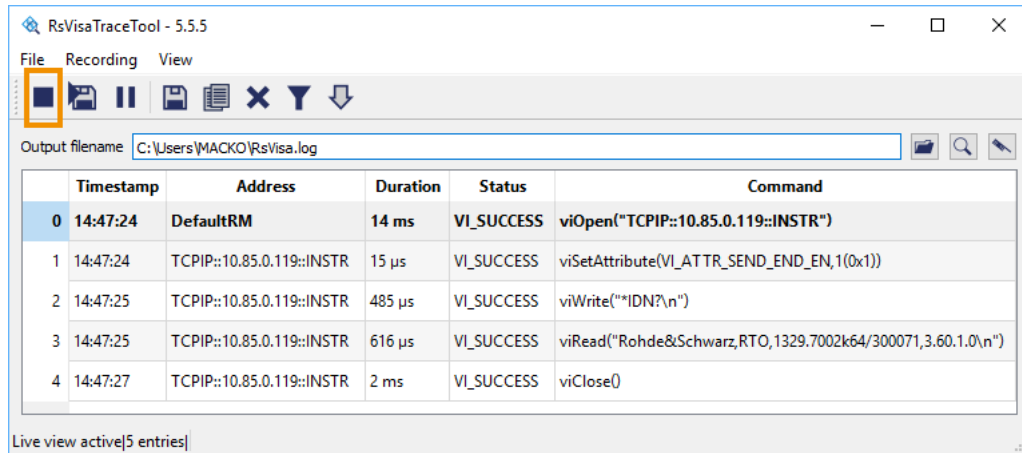 RsVisaTraceTool - 5.5.5
File Recording View
Output filename C:\Users\MACKO\RsVisa.log
Timestamp Address Duration Status Command
0 14:47:24 DefaultRM 14 ms VI_SUCCESS viOpen("TCPIP::10.85.0.119::INSTR")
1 14:47:24 TCPIP::10.85.0.119::INSTR 15 µs VI_SUCCESS viSetAttribute(VI_ATTR_SEND_END_EN,1(0x1))
2 14:47:25 TCPIP::10.85.0.119::INSTR 485 µs VI_SUCCESS viWrite("*IDN?\n")
3 14:47:25 TCPIP::10.85.0.119::INSTR 616 µs VI_SUCCESS viRead("Rohde&Schwarz,RTO,1329.7002k64/300071,3.60.1.0\n")
4 14:47:27 TCPIP::10.85.0.119::INSTR 2 ms VI_SUCCESS viClose()
Live view active|5 entries|